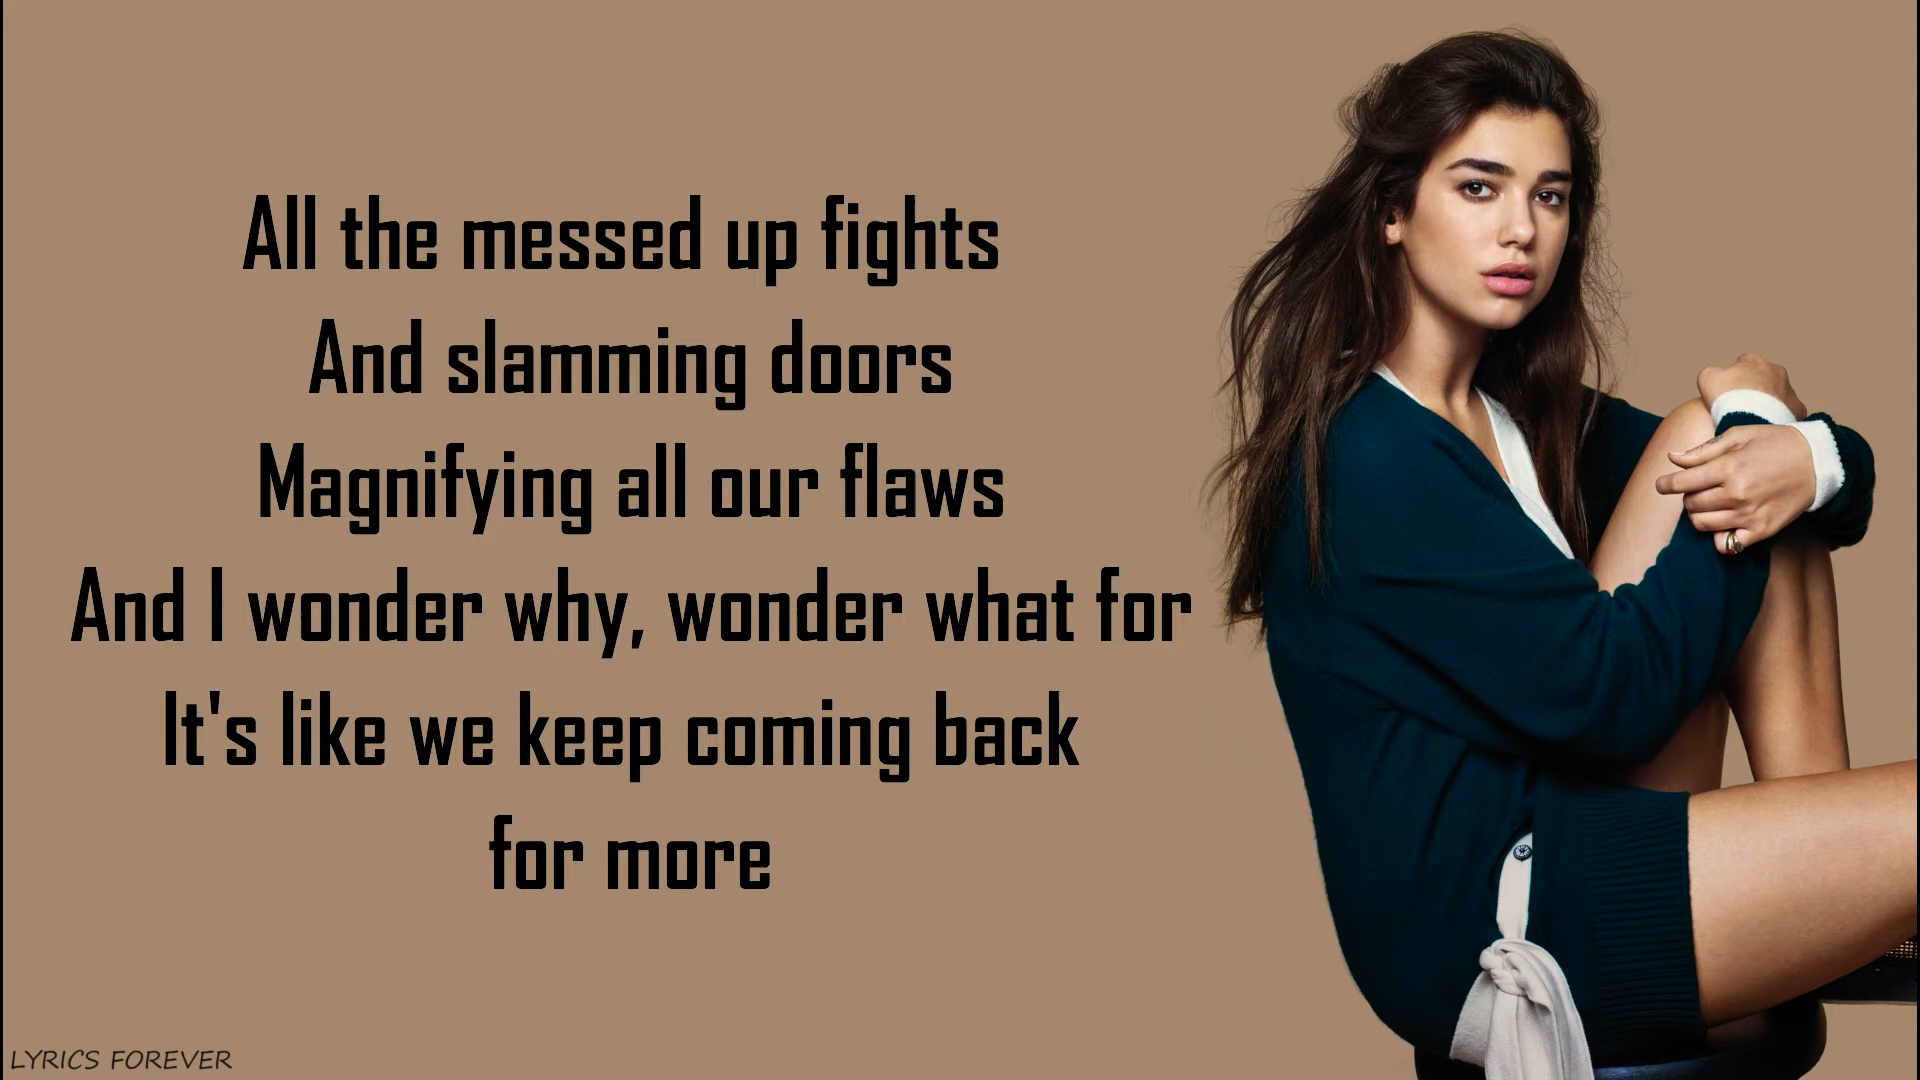 All the messed up fights
And slamming doors
Magnifying all our flaws
And I wonder why, wonder what for
It's like we keep coming back
for more
LYRICS FOREVER